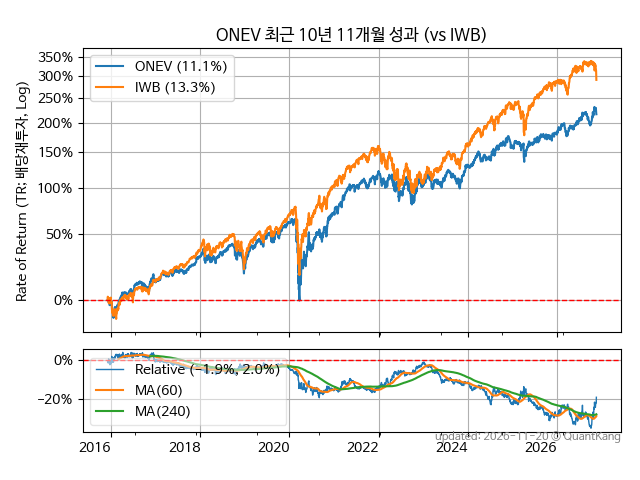 ONEV 최근 10년 11개월 성과 (vs IWB)
Rate of Return (TR: 배당재투자, Log)
350%
300%
250%
200%
150%
100%
50%
0%
ONEV (11.1%)
IWB (13.3%)
0%
−20%
Relative (−1.9%, 2.0%)
MA(60)
MA(240)
2016
2018
2020
2022
2024
2026
updated: 2026-11-20 © QuantKang